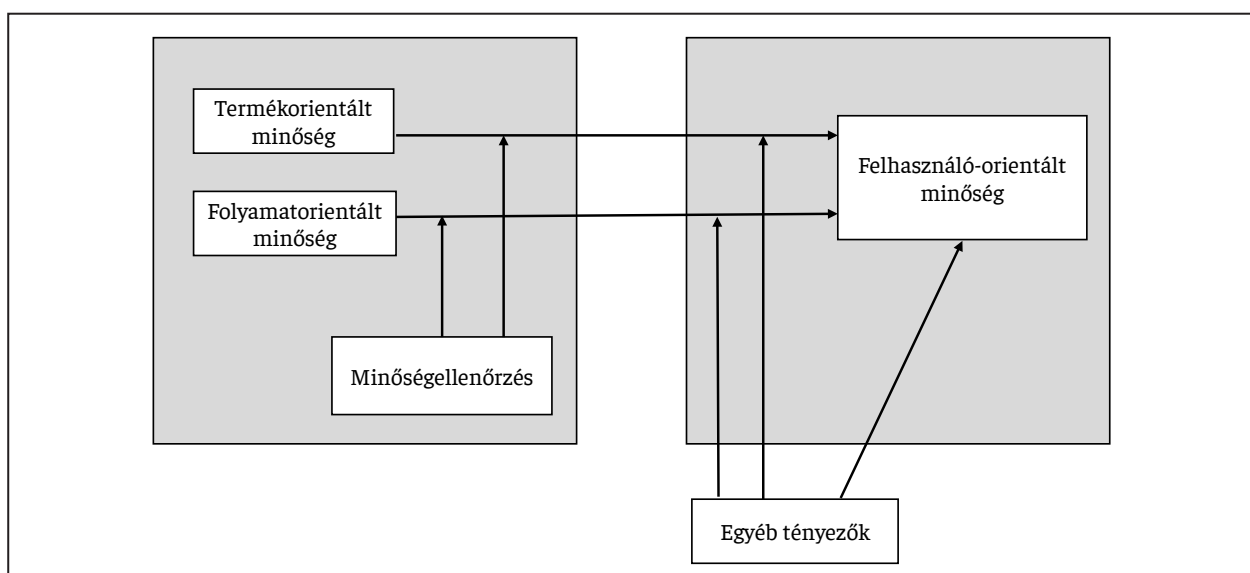 Termékorientált
minőség
Folyamatorientált
minőség
Minőségellenőrzés
Felhasználó-orientált
minőség
Egyéb tényezők